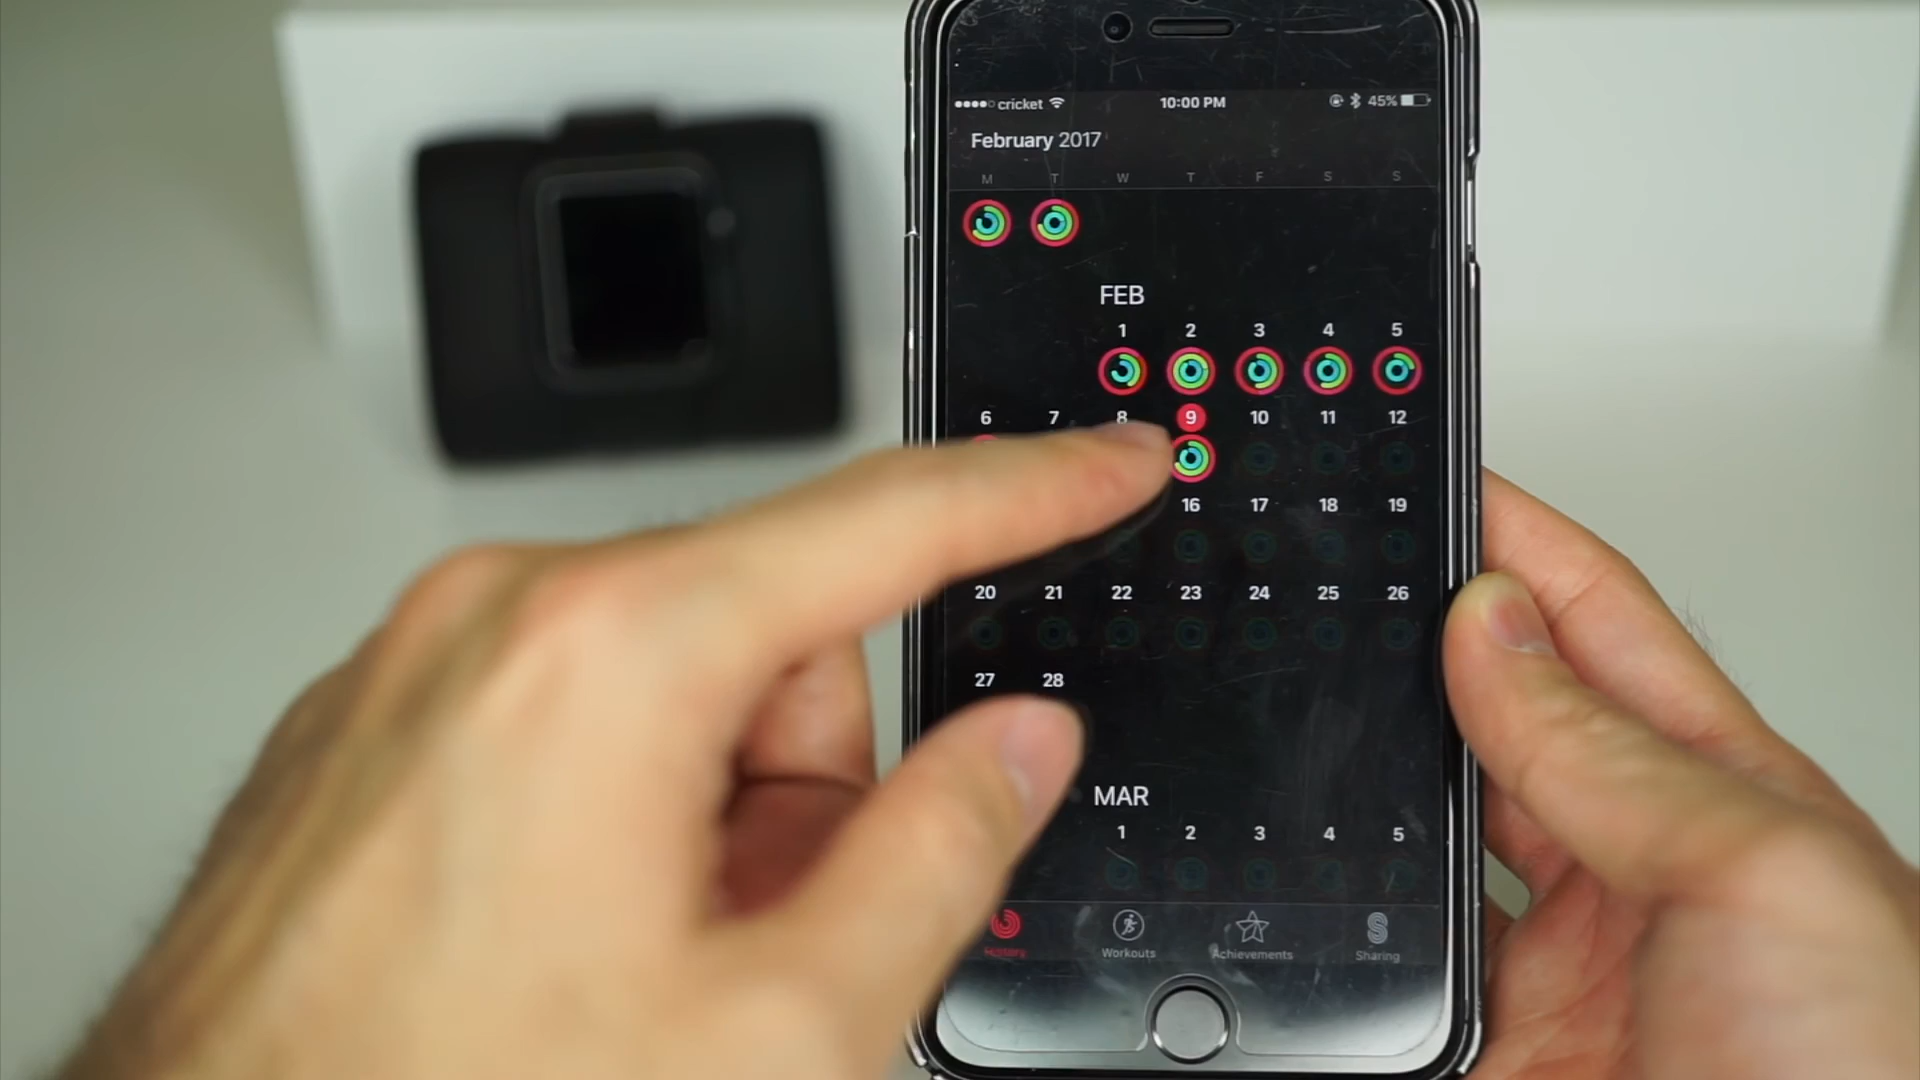 cricket 10:00 PM 45%
February 2017
M T W T F S S
FEB
1 2 3 4 5
6 7 8 9 10 11 12
16 17 18 19
20 21 22 23 24 25 26
27 28
MAR
1 2 3 4 5
History Workouts Achievements Sharing